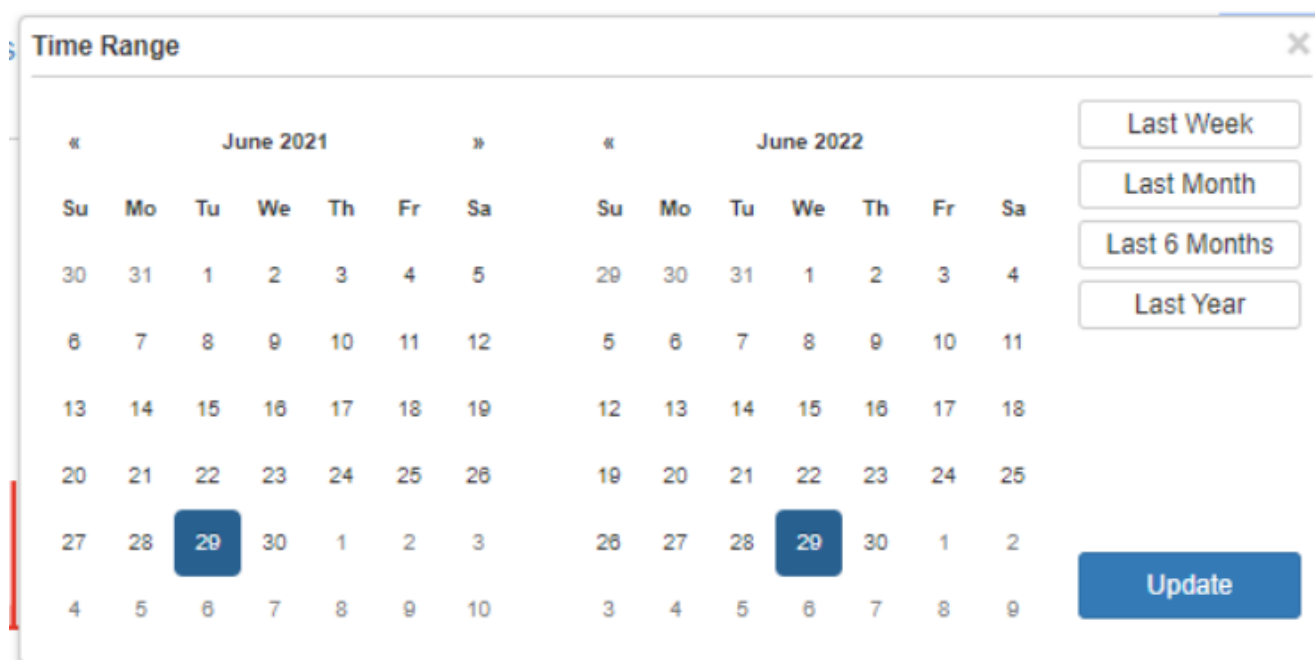 s
Time Range ×
« June 2021 »
Su Mo Tu We Th Fr Sa
30 31 1 2 3 4 5
6 7 8 9 10 11 12
13 14 15 16 17 18 19
20 21 22 23 24 25 26
27 28 29 30 1 2 3
4 5 6 7 8 9 10
« June 2022
Su Mo Tu We Th Fr Sa
29 30 31 1 2 3 4
5 6 7 8 9 10 11
12 13 14 15 16 17 18
19 20 21 22 23 24 25
26 27 28 29 30 1 2
3 4 5 6 7 8 9
Last Week
Last Month
Last 6 Months
Last Year
Update